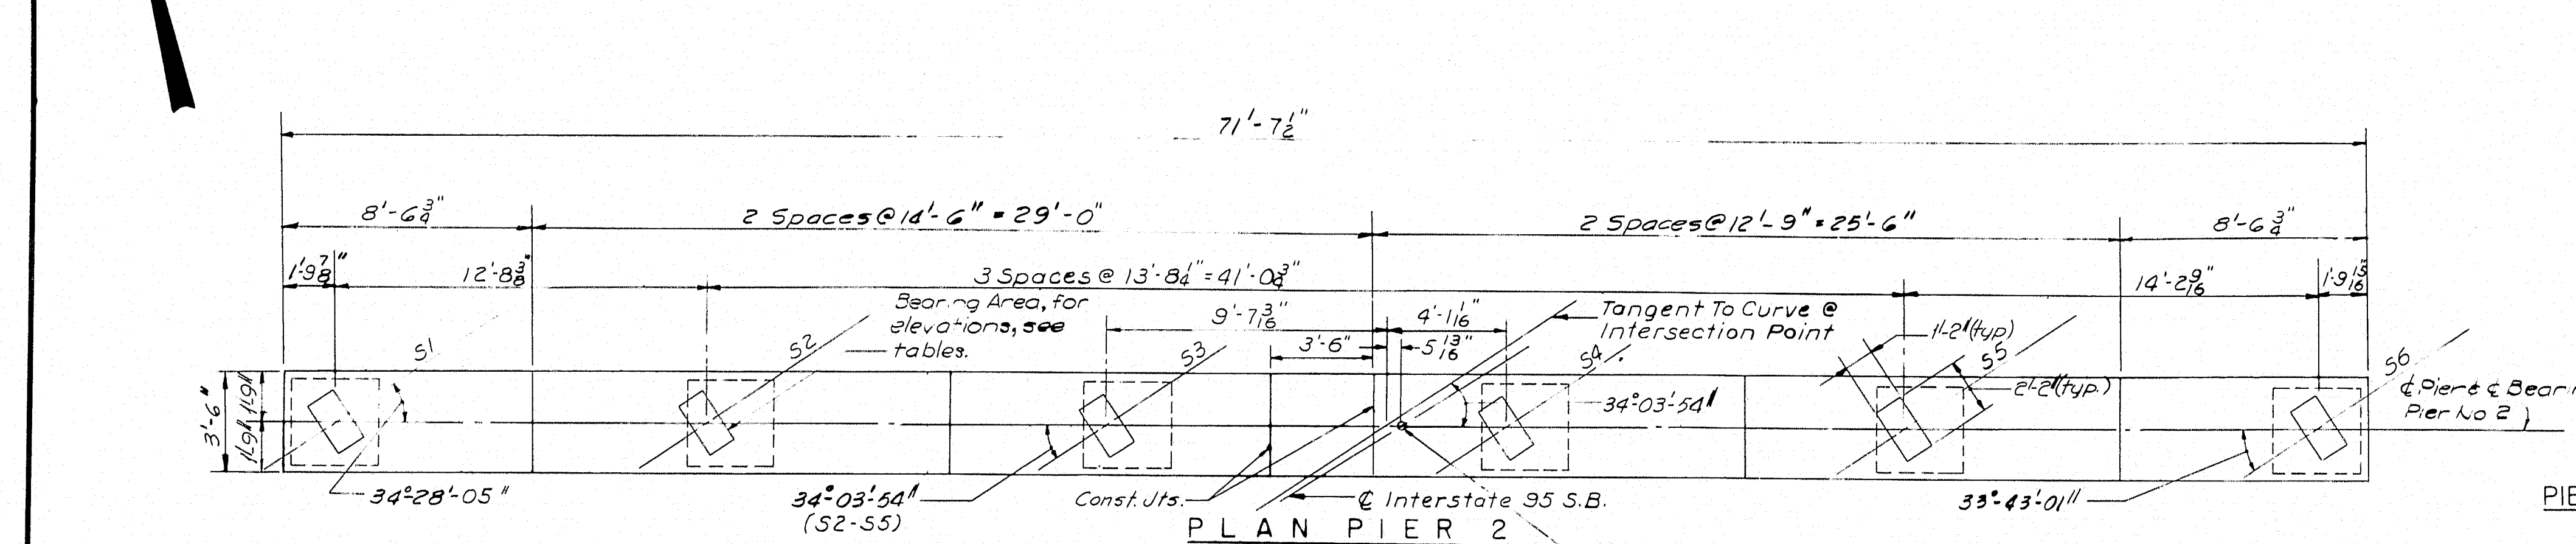 71'-7½"
8'-6¾"
2 Spaces @ 14'-6" = 29'-0"
2 Spaces @ 12'-9" = 25'-6"
8'-6¾"
1'-9⅞"
12'-8⅜"
3 Spaces @ 13'-8¼" = 41'-0¾"
14'-2 9/16"
1'-9 15/16"
Bearing Area, for
elevations, see
tables.
9'-7 3/16"
4'-1 1/16"
Tangent To Curve @
Intersection Point
3'-6"
5 13/16"
1'-2" (typ)
2'-2" (typ.)
S1
S2
S3
S4
S5
S6
3'-6"
1'-9"
1'-9"
34°-03'-54"
℄ Pier & ℄ Bear
Pier No 2
34°-28'-05"
34°-03'-54"
(S2-S5)
Const. Jts.
℄ Interstate 95 S.B.
33°-43'-01"
PLAN PIER 2
PIE